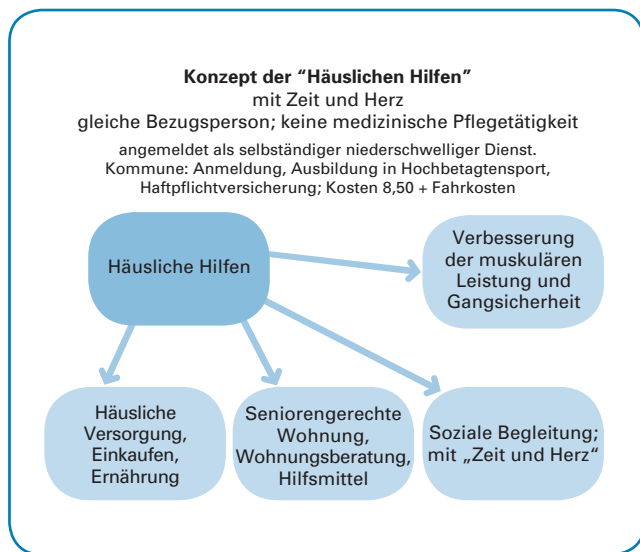 Konzept der “Häuslichen Hilfen”
mit Zeit und Herz
gleiche Bezugsperson; keine medizinische Pflegetätigkeit
angemeldet als selbständiger niederschwelliger Dienst.
Kommune: Anmeldung, Ausbildung in Hochbetagtensport,
Haftpflichtversicherung; Kosten 8,50 + Fahrkosten
Häusliche Hilfen
Verbesserung
der muskulären
Leistung und
Gangsicherheit
Häusliche
Versorgung,
Einkaufen,
Ernährung
Seniorengerechte
Wohnung,
Wohnungsberatung,
Hilfsmittel
Soziale Begleitung;
mit „Zeit und Herz“